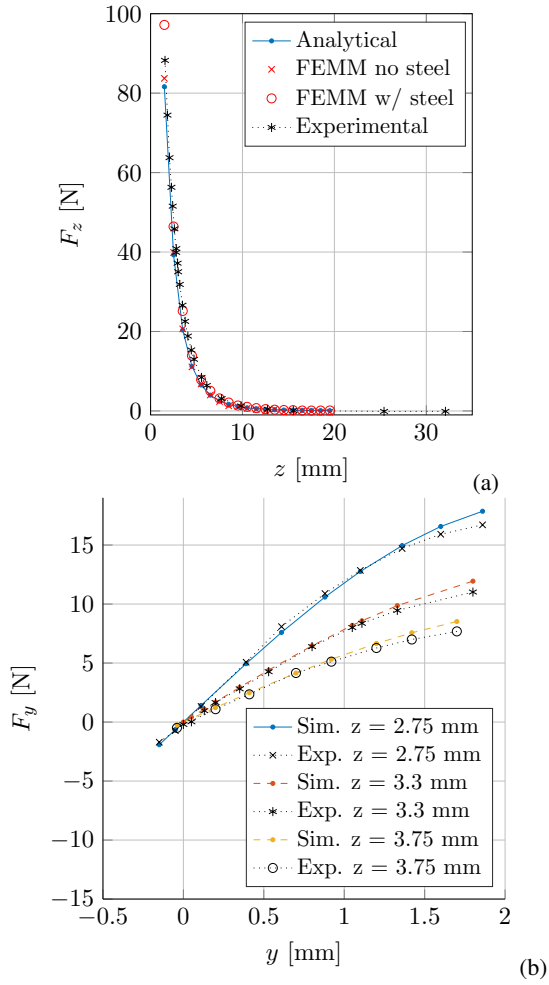 100
80
60
40
20
0
F_z [N]
Analytical
FEMM no steel
FEMM w/ steel
Experimental
0 10 20 30
z [mm]
(a)
15
10
5
0
−5
−10
−15
F_y [N]
Sim. z = 2.75 mm
Exp. z = 2.75 mm
Sim. z = 3.3 mm
Exp. z = 3.3 mm
Sim. z = 3.75 mm
Exp. z = 3.75 mm
−0.5 0 0.5 1 1.5 2
y [mm]
(b)